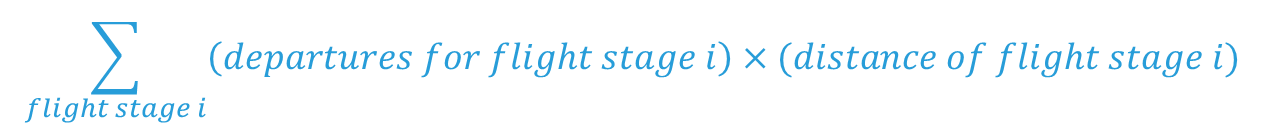 ∑ (departures for flight stage i) × (distance of flight stage i)
flight stage i